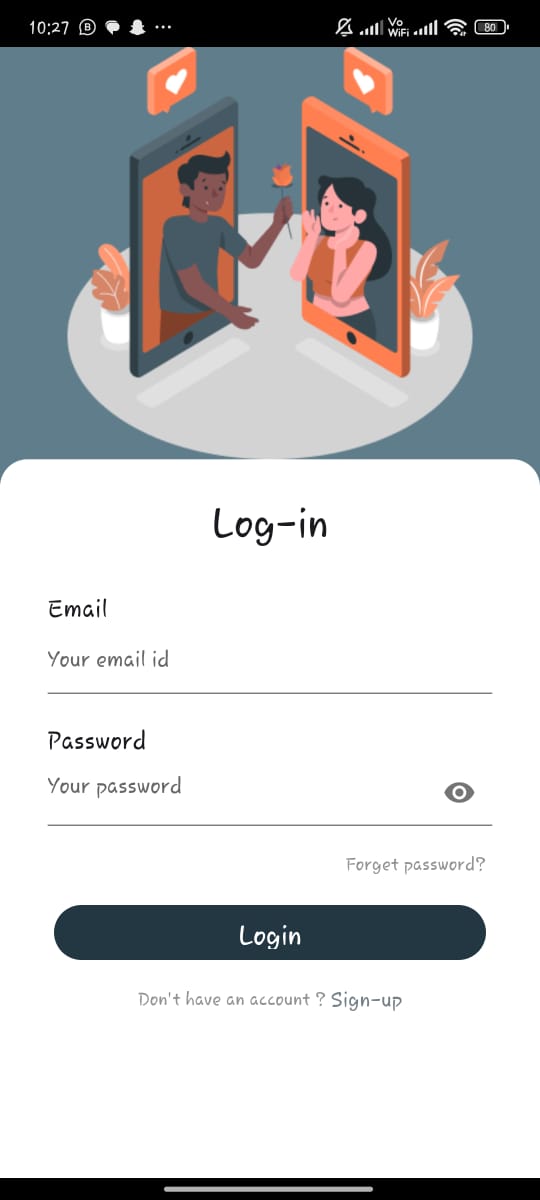 10:27 B ... Vo WiFi 80
Log-in
Email
Your email id
Password
Your password
Forget password?
Login
Don't have an account ? Sign-up